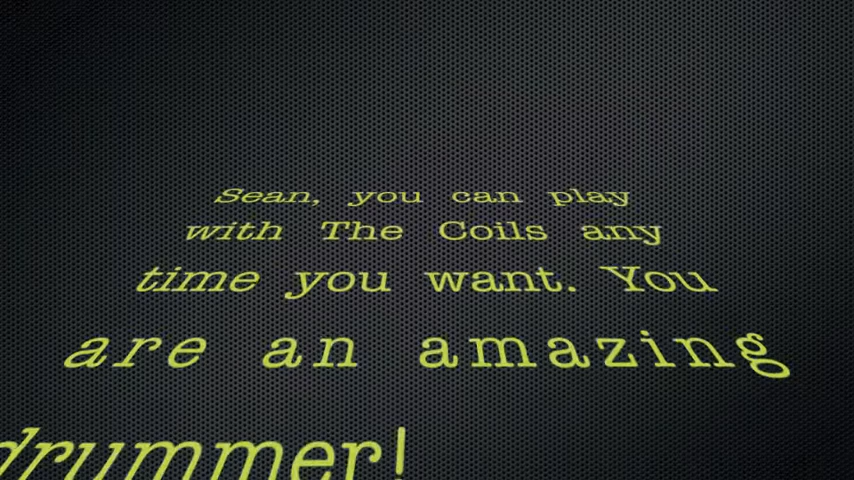 Sean, you can play
with The Coils any
time you want. You
are an amazing
drummer!